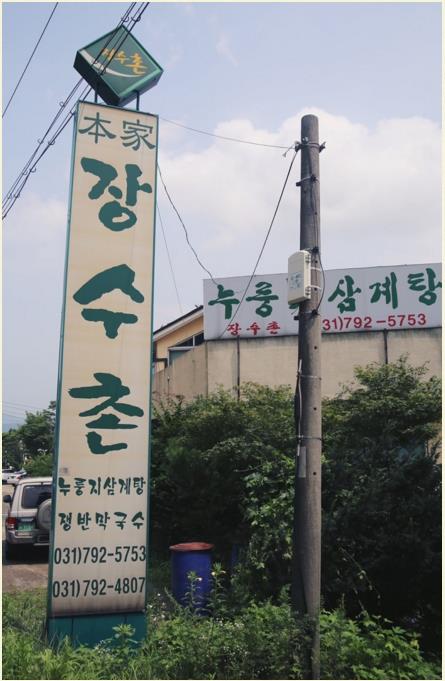 장수촌
本家
장수촌
누룽지삼계탕
쟁반막국수
031)792-5753
031)792-4807
누룽 삼계탕
장수촌 31)792-5753